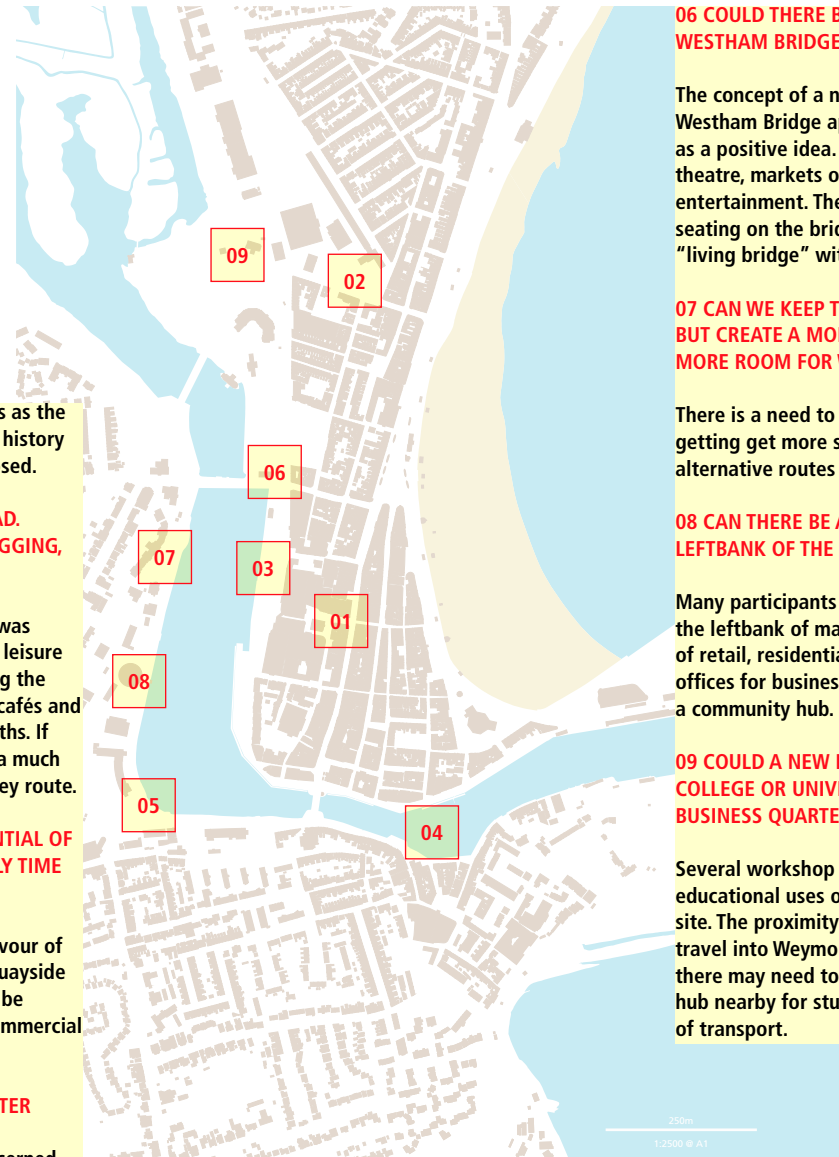 s as the
history
sed.
AD.
GGING,
was
leisure
g the
cafés and
ths. If
a much
ey route.
NTIAL OF
LY TIME
vour of
uayside
be
mmercial
TER
cerned
09
02
06
07
03
01
08
05
04
250m
1:2500 @ A1
06 COULD THERE B
WESTHAM BRIDGE
The concept of a n
Westham Bridge a
as a positive idea.
theatre, markets o
entertainment. The
seating on the bri
“living bridge” wit
07 CAN WE KEEP T
BUT CREATE A MO
MORE ROOM FOR
There is a need to
getting get more s
alternative routes
08 CAN THERE BE A
LEFTBANK OF THE
Many participants
the leftbank of ma
of retail, residentia
offices for busines
a community hub.
09 COULD A NEW
COLLEGE OR UNIV
BUSINESS QUARTE
Several workshop
educational uses o
site. The proximity
travel into Weymo
there may need to
hub nearby for stu
of transport.